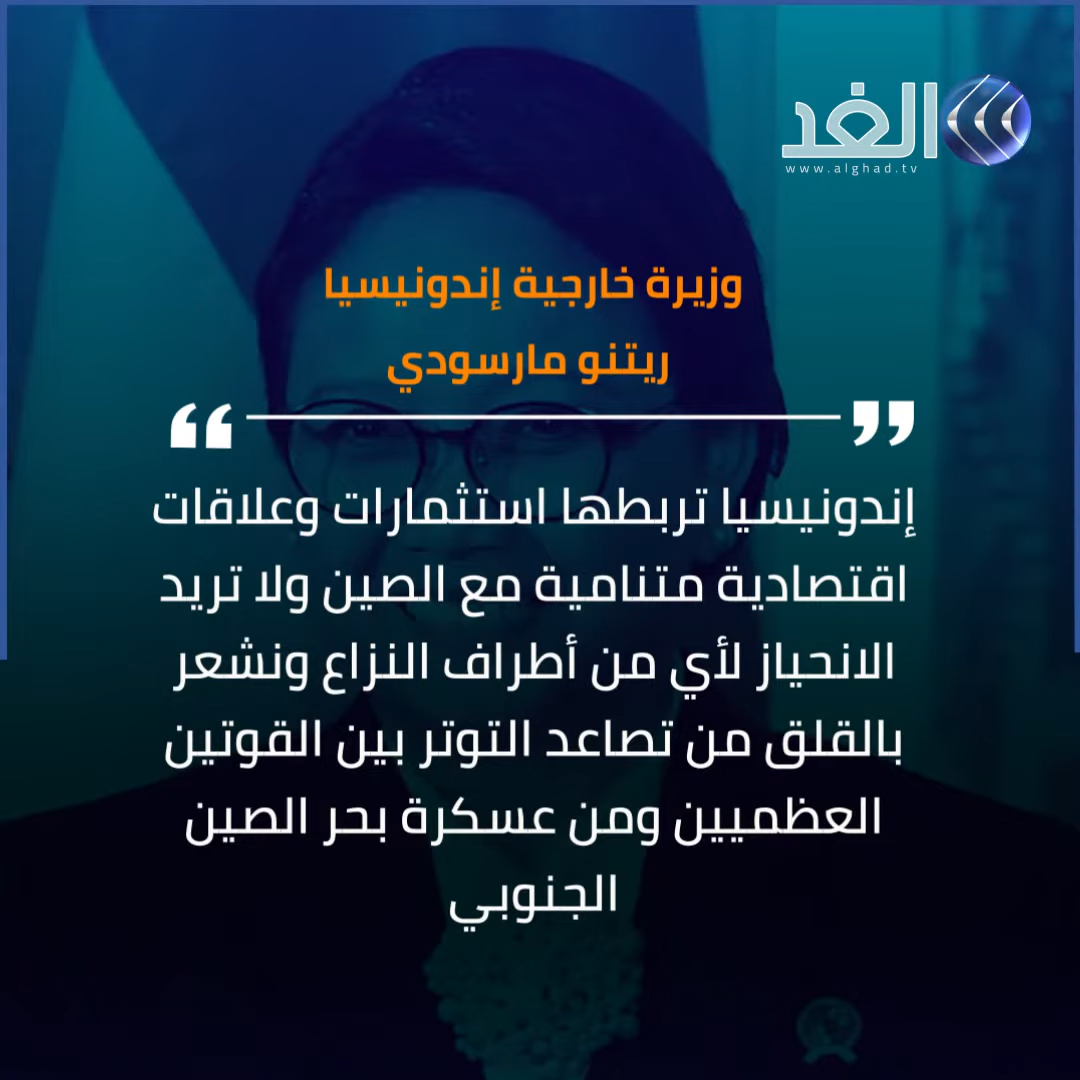 الغد
www.alghad.tv
وزيرة خارجية إندونيسيا
ريتنو مارسودي
إندونيسيا تربطها استثمارات وعلاقات
اقتصادية متنامية مع الصين ولا تريد
الانحياز لأي من أطراف النزاع ونشعر
بالقلق من تصاعد التوتر بين القوتين
العظميين ومن عسكرة بحر الصين
الجنوبي